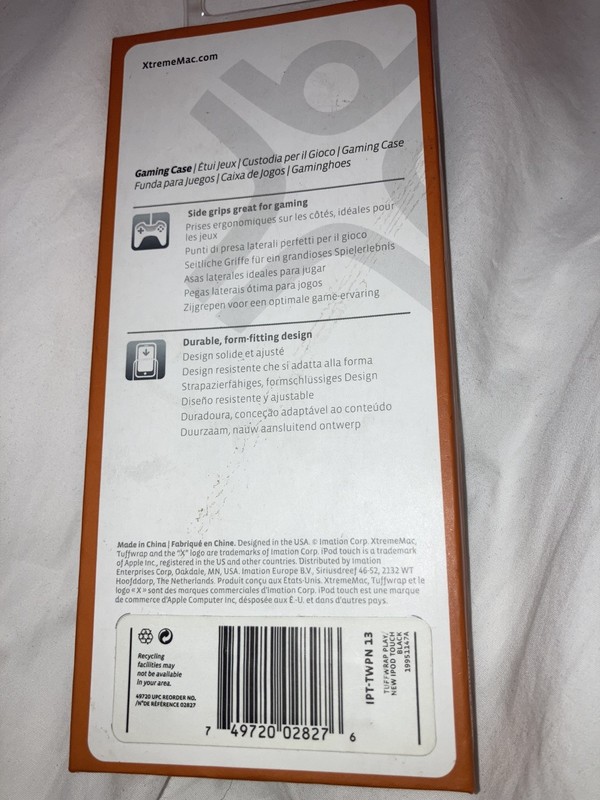 XtremeMac.com
Gaming Case | Étui Jeux | Custodia per il Gioco | Gaming Case
Funda para Juegos | Caixa de Jogos | Gaminghoes
Side grips great for gaming
Prises ergonomiques sur les côtés, idéales pour
les jeux
Punti di presa laterali perfetti per il gioco
Seitliche Griffe für ein grandioses Spielerlebnis
Asas laterales ideales para jugar
Pegas laterais ótima para jogos
Zijgrepen voor een optimale game-ervaring
Durable, form-fitting design
Design solide et ajusté
Design resistente che si adatta alla forma
Strapazierfähiges, formschlüssiges Design
Diseño resistente y ajustable
Duradoura, conceção adaptável ao conteúdo
Duurzaam, nauw aansluitend ontwerp
Made in China | Fabriqué en Chine. Designed in the USA. © Imation Corp. XtremeMac,
Tuffwrap and the "X" logo are trademarks of Imation Corp. iPod touch is a trademark
of Apple Inc., registered in the US and other countries. Distributed by Imation
Enterprises Corp, Oakdale, MN, USA. Imation Europe B.V., Siriusdreef 46-52, 2132 WT
Hoofddorp, The Netherlands. Produit conçu aux Etats-Unis. XtremeMac, Tuffwrap et le
logo « X » sont des marques commerciales d'Imation Corp. iPod touch est une marque
de commerce d'Apple Computer Inc, désposée aux É.-U. et dans d'autres pays.
Recycling
facilities may
not be available
in your area.
49720 UPC REORDER NO.
/N°DE RÉFÉRENCE 02827
7 49720 02827 6
IPT-TWPN 13
TUFFWRAP PLAY,
NEW IPOD TOUCH
BLACK
19951147A